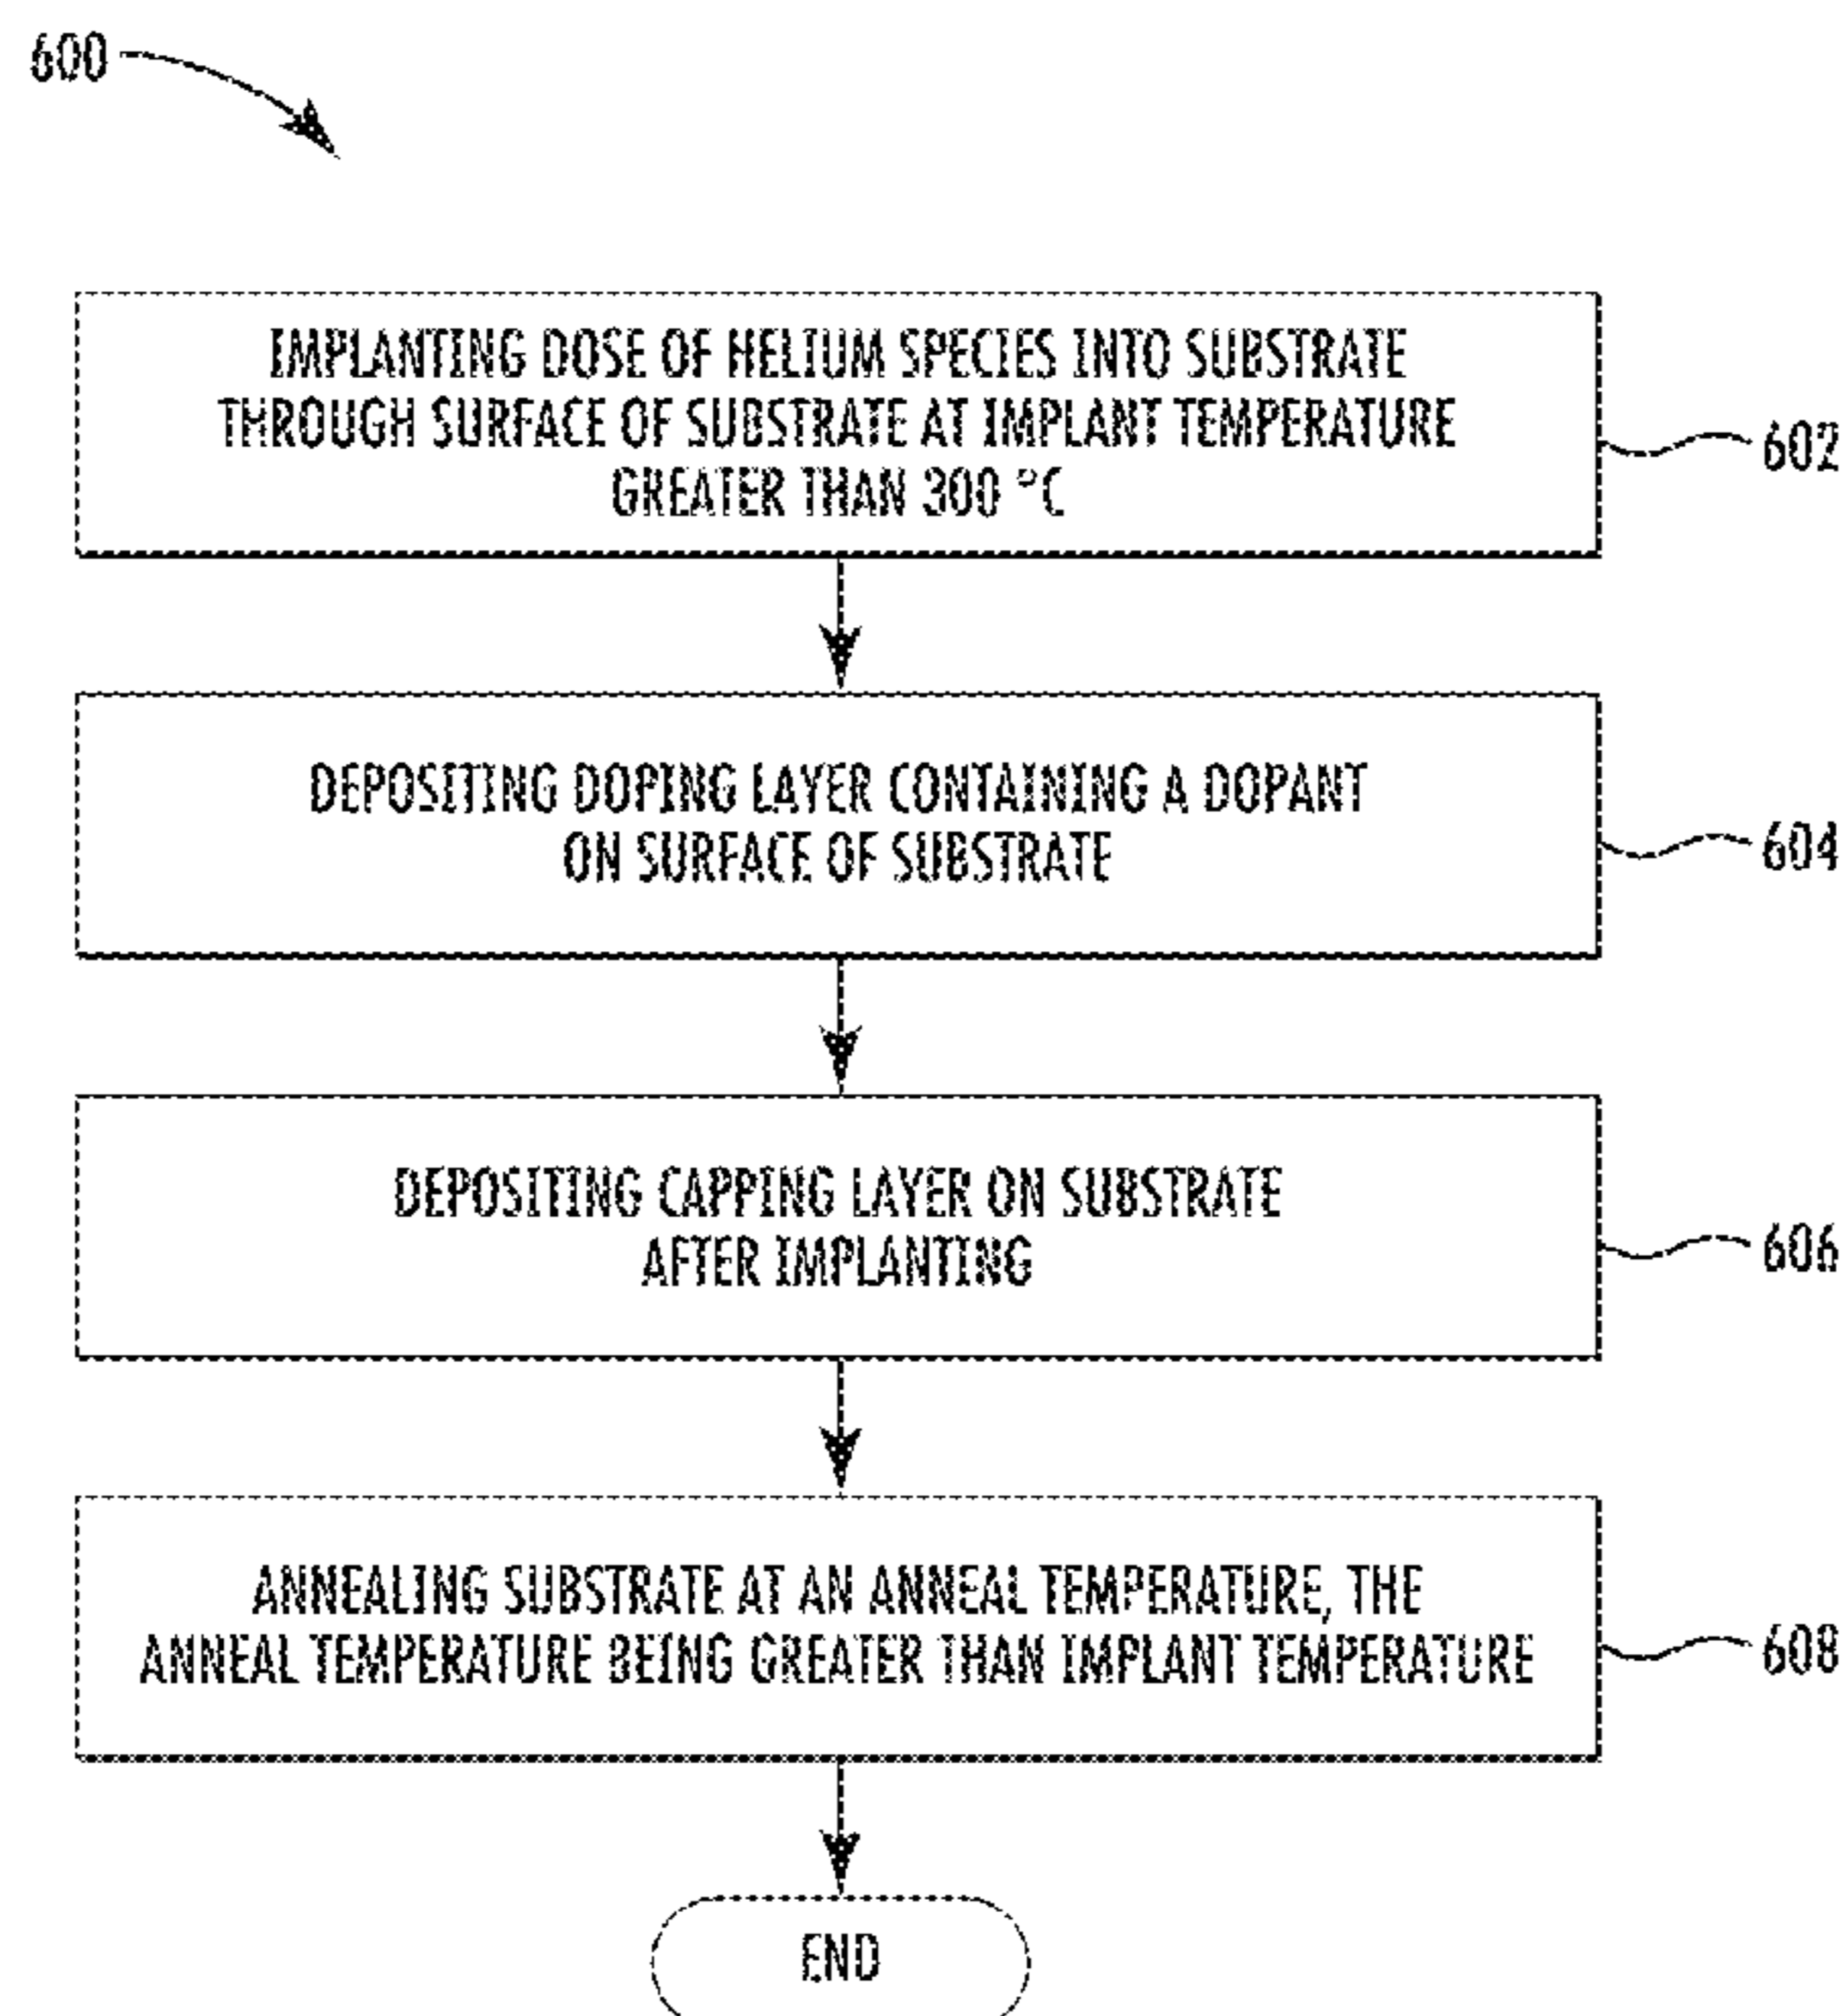 600
IMPLANTING DOSE OF HELIUM SPECIES INTO SUBSTRATE
THROUGH SURFACE OF SUBSTRATE AT IMPLANT TEMPERATURE
GREATER THAN 300 °C
602
DEPOSITING DOPING LAYER CONTAINING A DOPANT
ON SURFACE OF SUBSTRATE
604
DEPOSITING CAPPING LAYER ON SUBSTRATE
AFTER IMPLANTING
606
ANNEALING SUBSTRATE AT AN ANNEAL TEMPERATURE, THE
ANNEAL TEMPERATURE BEING GREATER THAN IMPLANT TEMPERATURE
608
END